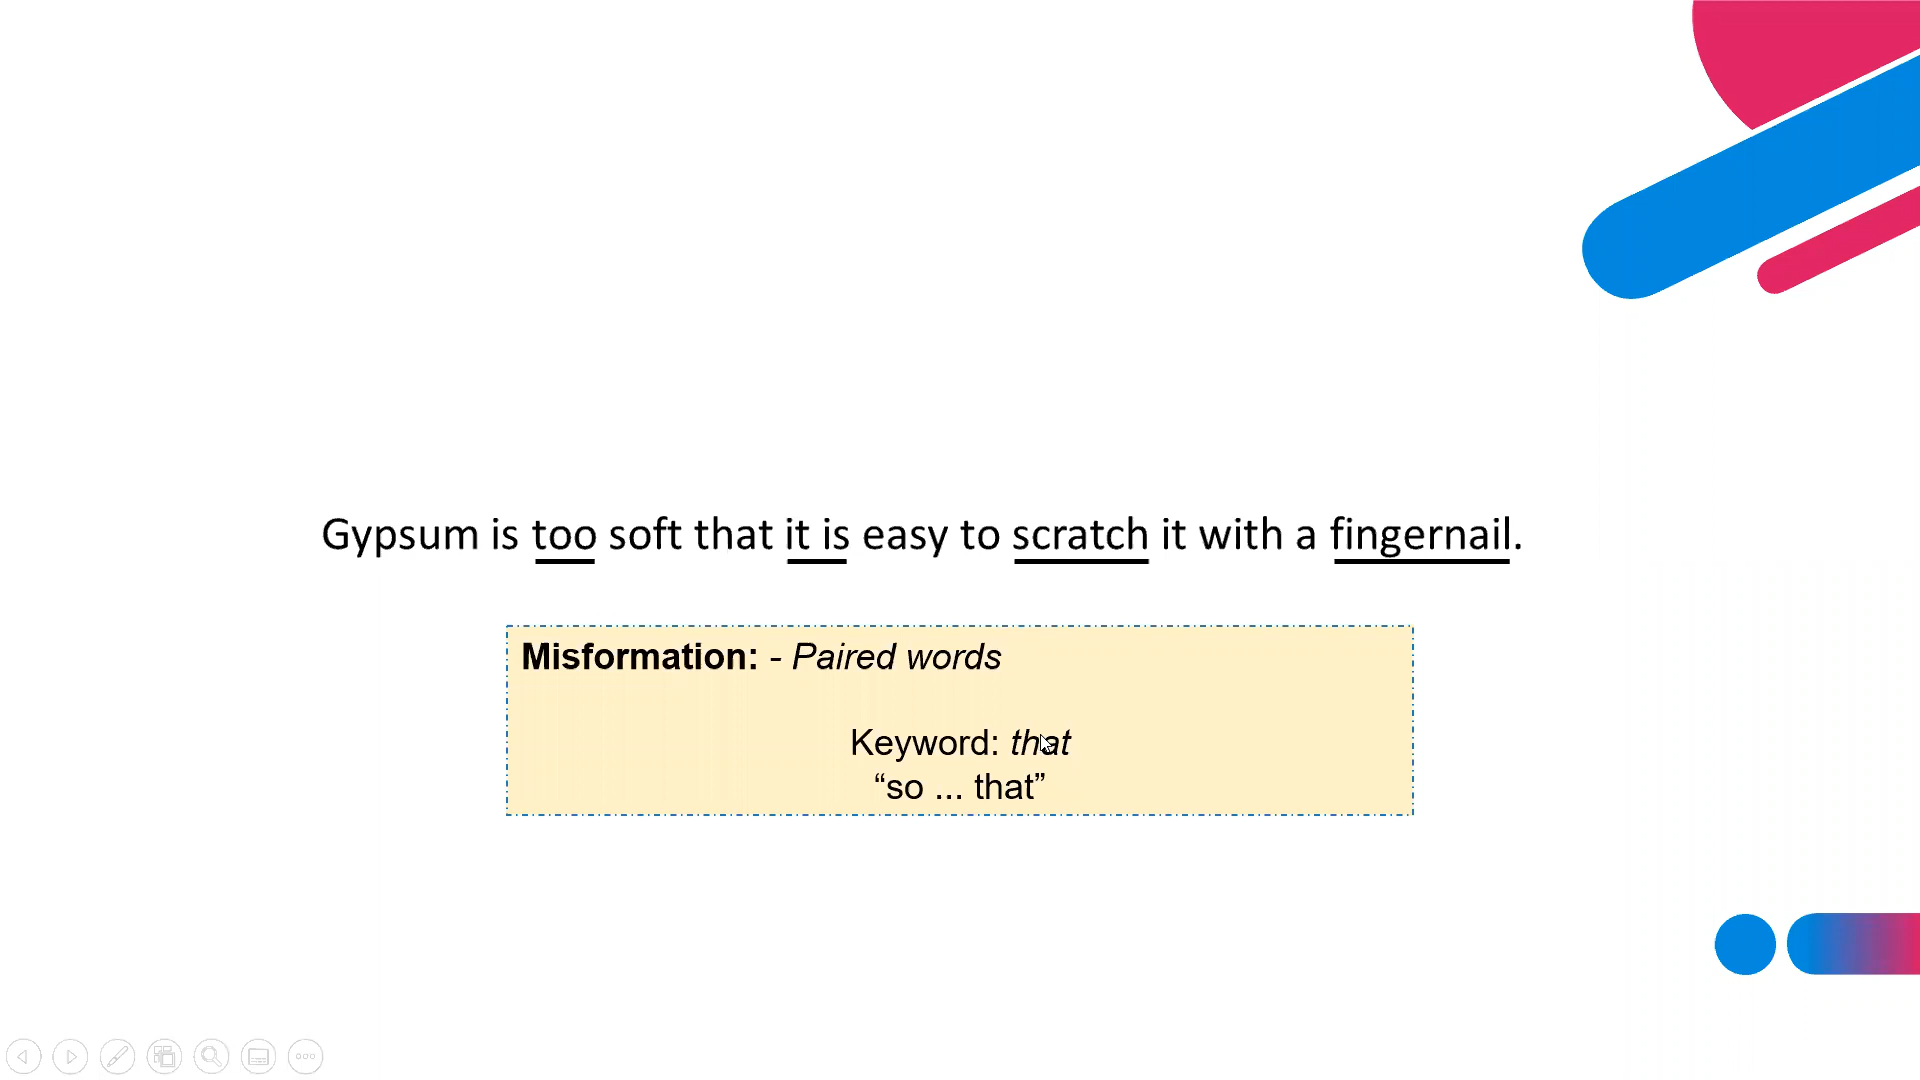 Gypsum is too soft that it is easy to scratch it with a fingernail.
Misformation: - Paired words
Keyword: that
“so ... that”